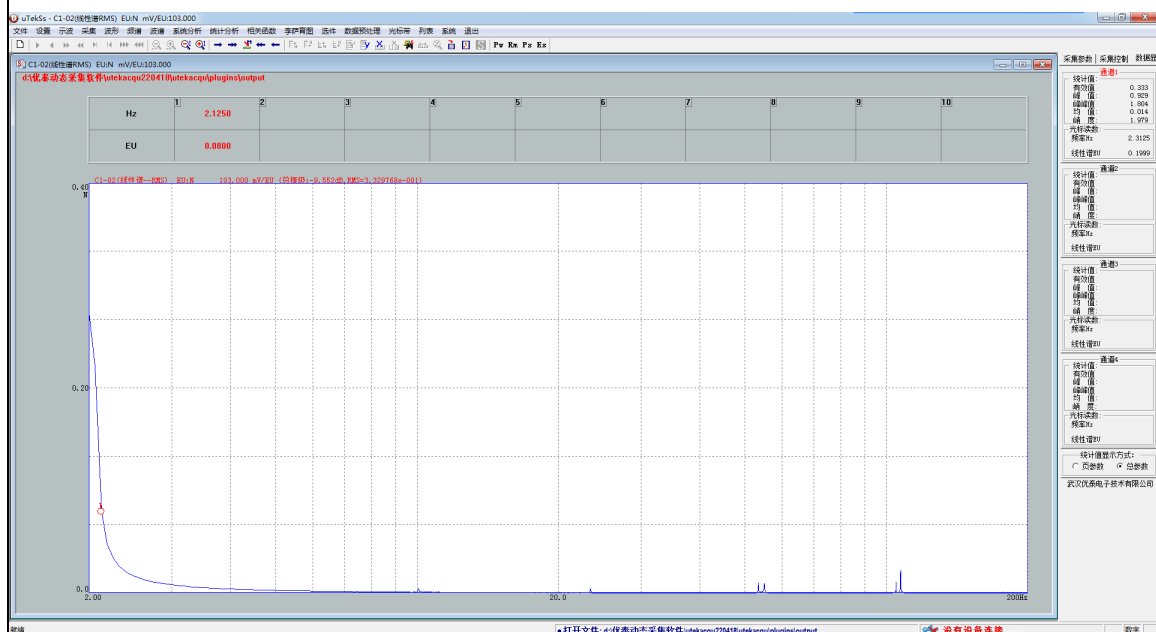 uTekSs - C1-02(线性谱RMS) EU:N mV/EU:103.000
文件 设置 示波 采集 波形 频谱 波谱 系统分析 统计分析 相关函数 李萨育图 选件 数据预处理 光标带 列表 系统 退出
Pw Rm Ps Es
C1-02(线性谱RMS) EU:N mV/EU:103.000
d:\优泰动态采集软件\utekacqu220418\utekacqu\plugins\output
1 2 3 4 5 6 7 8 9 10
Hz 2.1250
EU 0.0800
C1-02(线性谱--RMS) EU:N 103.000 mV/EU (总振级:-9.552dB,RMS=3.329768e-001)
0.40
N
0.20
0.0
2.00 20.0 200Hz
采集参数 采集控制 数据
通道1
统计值:
有效值 0.333
峰 值: 0.929
峰峰值 1.804
均 值: 0.014
峭 度: 1.979
光标读数:
频率Hz 2.3125
线性谱EU 0.1999
通道2
统计值:
有效值
峰 值:
峰峰值
均 值:
峭 度:
光标读数:
频率Hz
线性谱EU
通道3
统计值:
有效值
峰 值:
峰峰值
均 值:
峭 度:
光标读数:
频率Hz
线性谱EU
通道4
统计值:
有效值
峰 值:
峰峰值
均 值:
峭 度:
光标读数:
频率Hz
线性谱EU
统计值显示方式:
页参数 总参数
武汉优泰电子技术有限公司
就绪 打开文件: d:\优泰动态采集软件\utekacqu220418\utekacqu\plugins\output 没有设备连接 数字